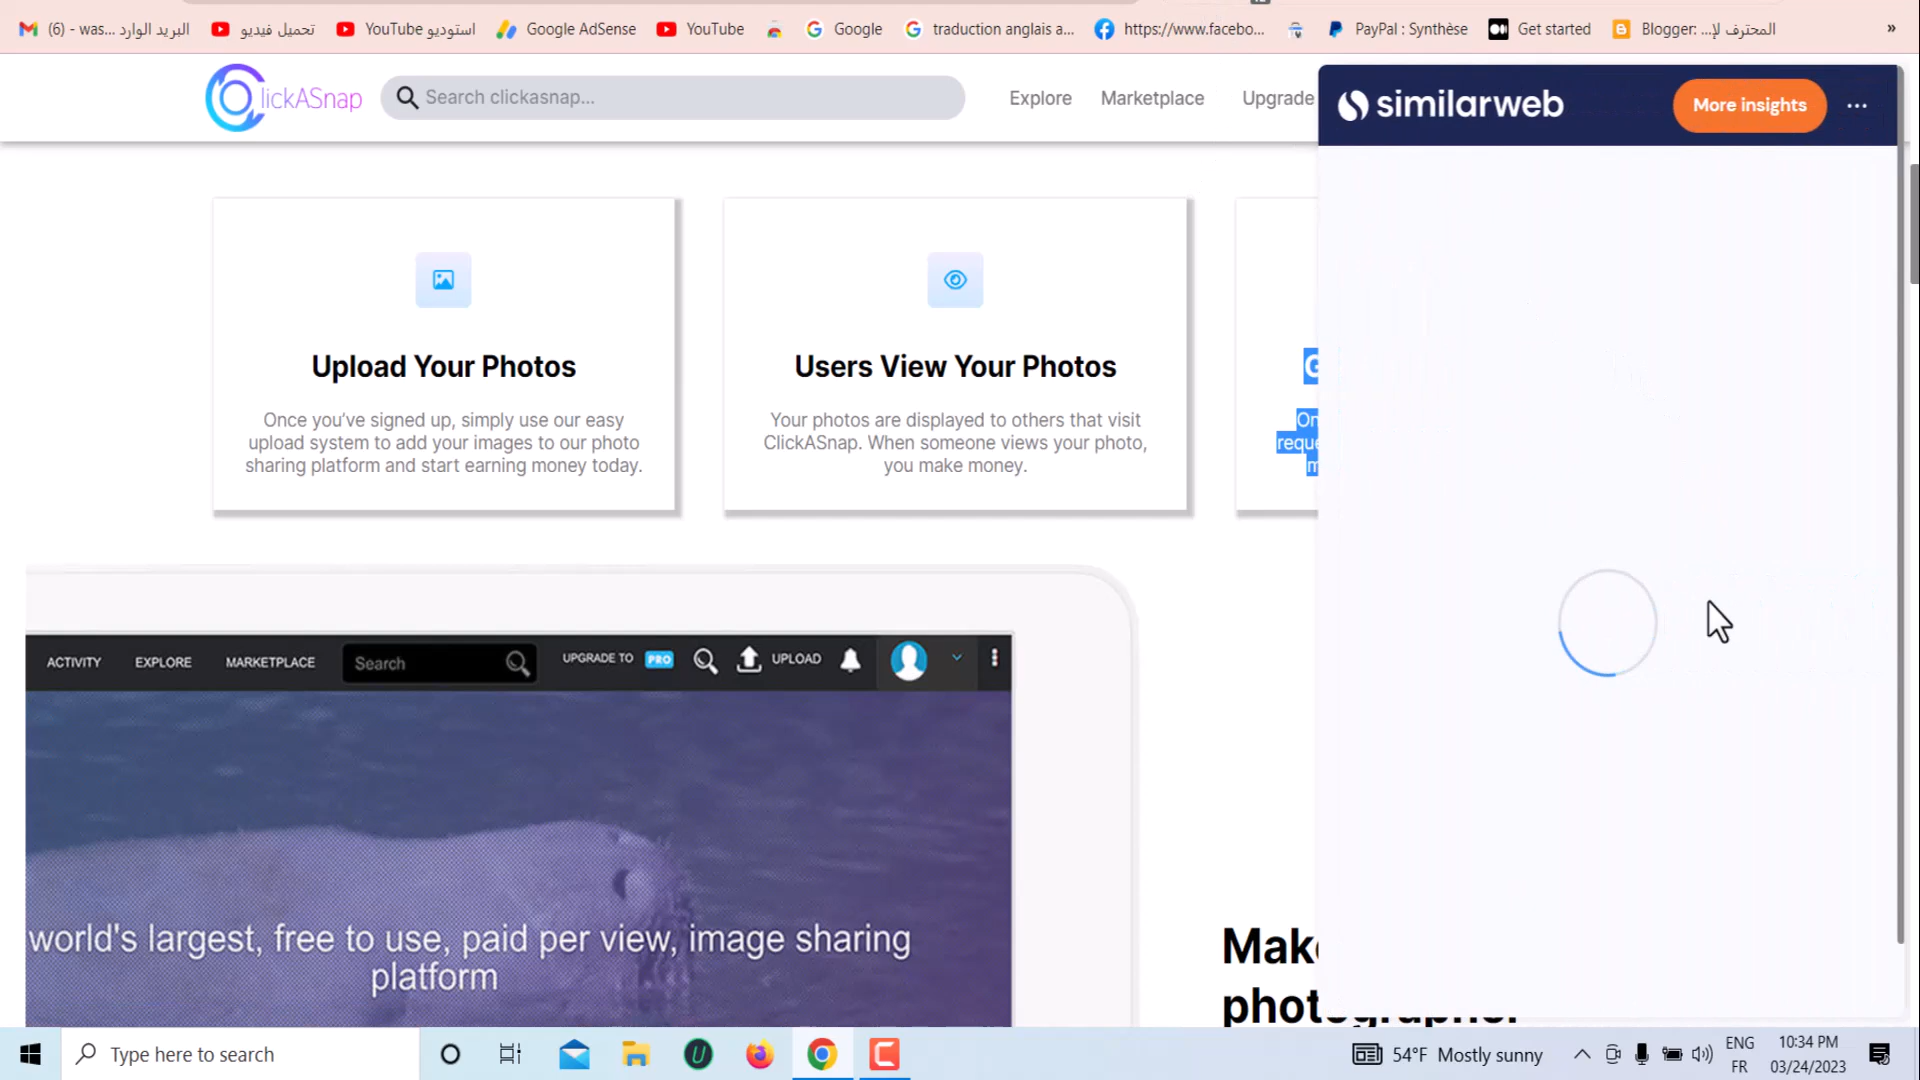 (6) - was... البريد الوارد
تحميل فيديو
استوديو YouTube
Google AdSense
YouTube
Google
traduction anglais a...
https://www.facebo...
PayPal : Synthèse
Get started
Blogger: ...المحترف لإ
»
lickASnap
Search clickasnap...
Explore
Marketplace
Upgrade
similarweb
More insights
Upload Your Photos
Once you've signed up, simply use our easy
upload system to add your images to our photo
sharing platform and start earning money today.
Users View Your Photos
Your photos are displayed to others that visit
ClickASnap. When someone views your photo,
you make money.
G
On
reque
m
ACTIVITY
EXPLORE
MARKETPLACE
Search
UPGRADE TO PRO
UPLOAD
world's largest, free to use, paid per view, image sharing
platform
Make
photographer
Type here to search
54°F Mostly sunny
ENG
FR
10:34 PM
03/24/2023